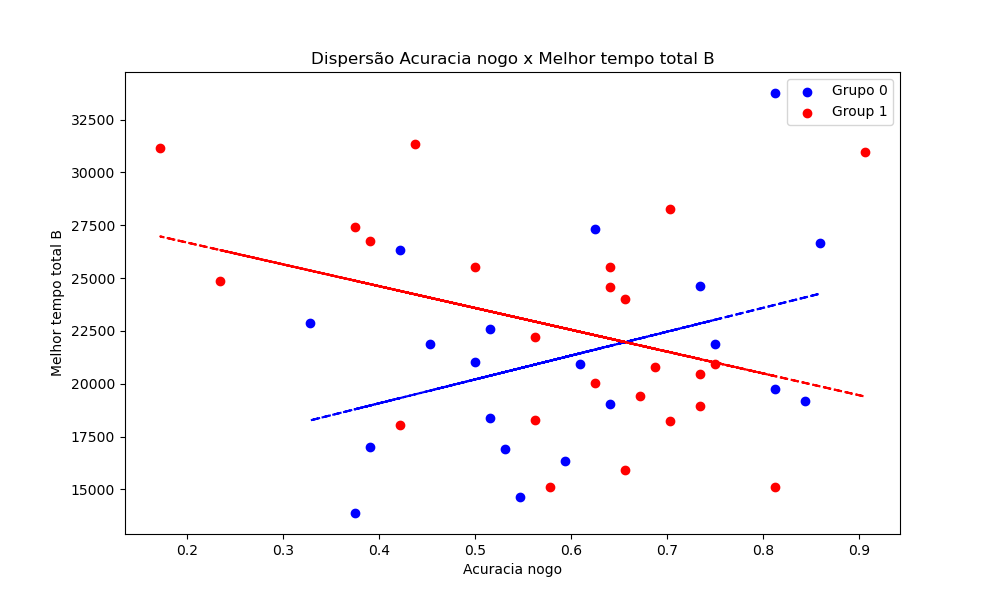 Dispersão Acuracia nogo x Melhor tempo total B
Grupo 0
Group 1
Melhor tempo total B
32500
30000
27500
25000
22500
20000
17500
15000
0.2 0.3 0.4 0.5 0.6 0.7 0.8 0.9
Acuracia nogo